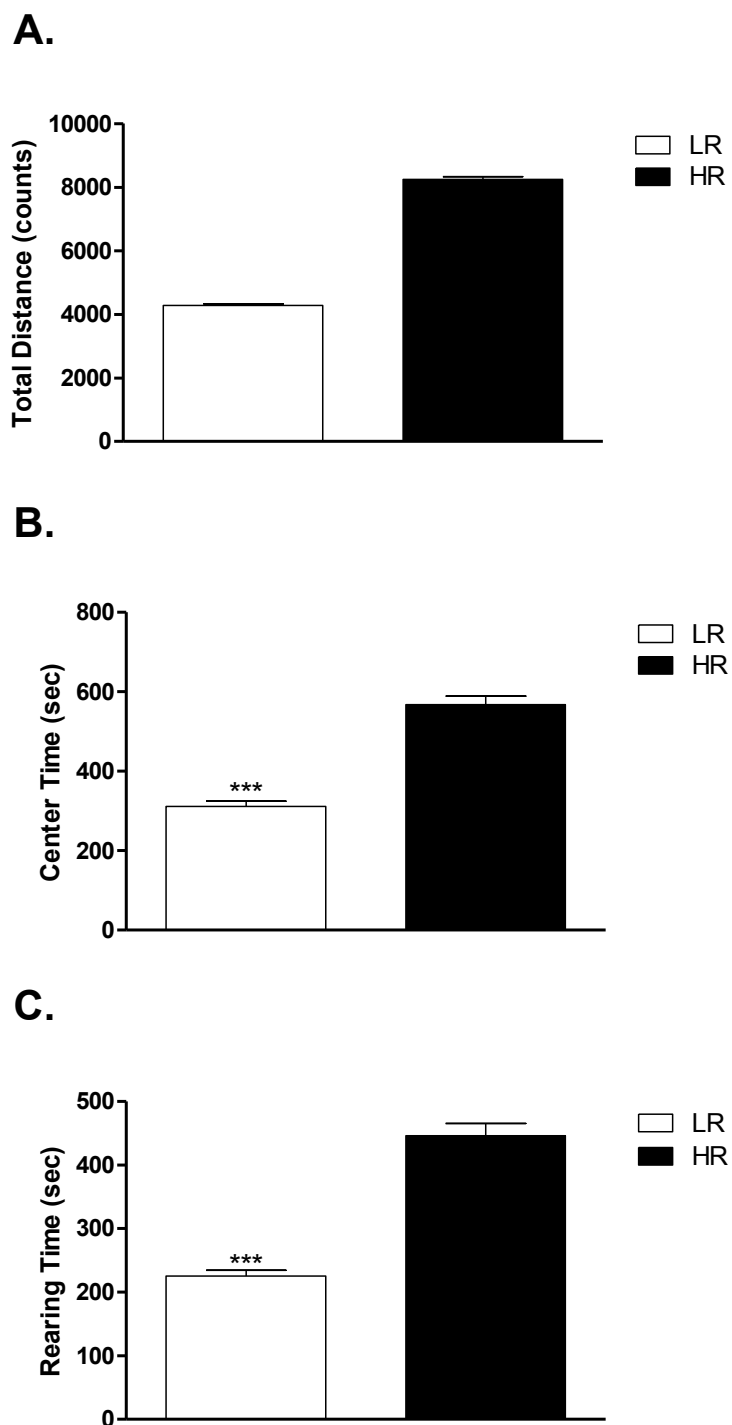 A.
Total Distance (counts)
10000
8000
6000
4000
2000
0
LR
HR
B.
Center Time (sec)
800
600
400
200
0
***
LR
HR
C.
Rearing Time (sec)
500
400
300
200
100
0
***
LR
HR